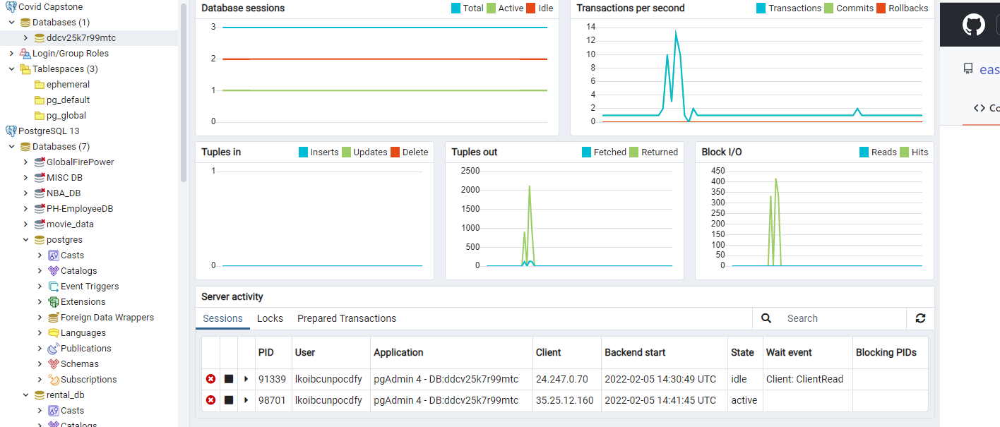 Covid Capstone
Databases (1)
ddcv25k7r99mtc
Login/Group Roles
Tablespaces (3)
ephemeral
pg_default
pg_global
PostgreSQL 13
Databases (7)
GlobalFirePower
MISC DB
NBA_DB
PH-EmployeeDB
movie_data
postgres
Casts
Catalogs
Event Triggers
Extensions
Foreign Data Wrappers
Languages
Publications
Schemas
Subscriptions
rental_db
Casts
Catalogs
Database sessions
Total Active Idle
3
2
1
0
Transactions per second
Transactions Commits Rollbacks
14
12
10
8
6
4
2
0
Tuples in
Inserts Updates Delete
1
0
Tuples out
Fetched Returned
2500
2000
1500
1000
500
0
Block I/O
Reads Hits
450
400
350
300
250
200
150
100
50
0
Server activity
Sessions Locks Prepared Transactions Search
PID User Application Client Backend start State Wait event Blocking PIDs
91339 lkoibcunpocdfy pgAdmin 4 - DB:ddcv25k7r99mtc 24.247.0.70 2022-02-05 14:30:49 UTC idle Client: ClientRead
98701 lkoibcunpocdfy pgAdmin 4 - DB:ddcv25k7r99mtc 35.25.12.160 2022-02-05 14:41:45 UTC active
eas
<> Co